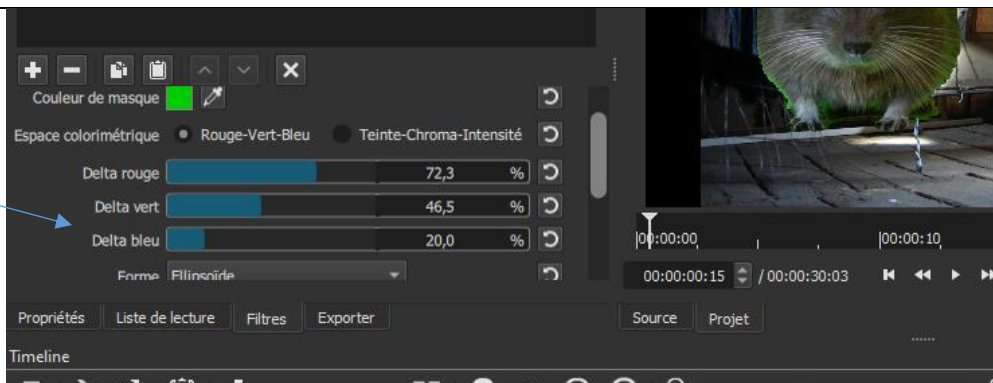 Couleur de masque
Espace colorimétrique Rouge-Vert-Bleu Teinte-Chroma-Intensité
Delta rouge 72,3 %
Delta vert 46,5 %
Delta bleu 20,0 %
Forme Ellipsoïde
00:00:00 00:00:10
00:00:00:15 / 00:00:30:03
Propriétés Liste de lecture Filtres Exporter
Source Projet
Timeline